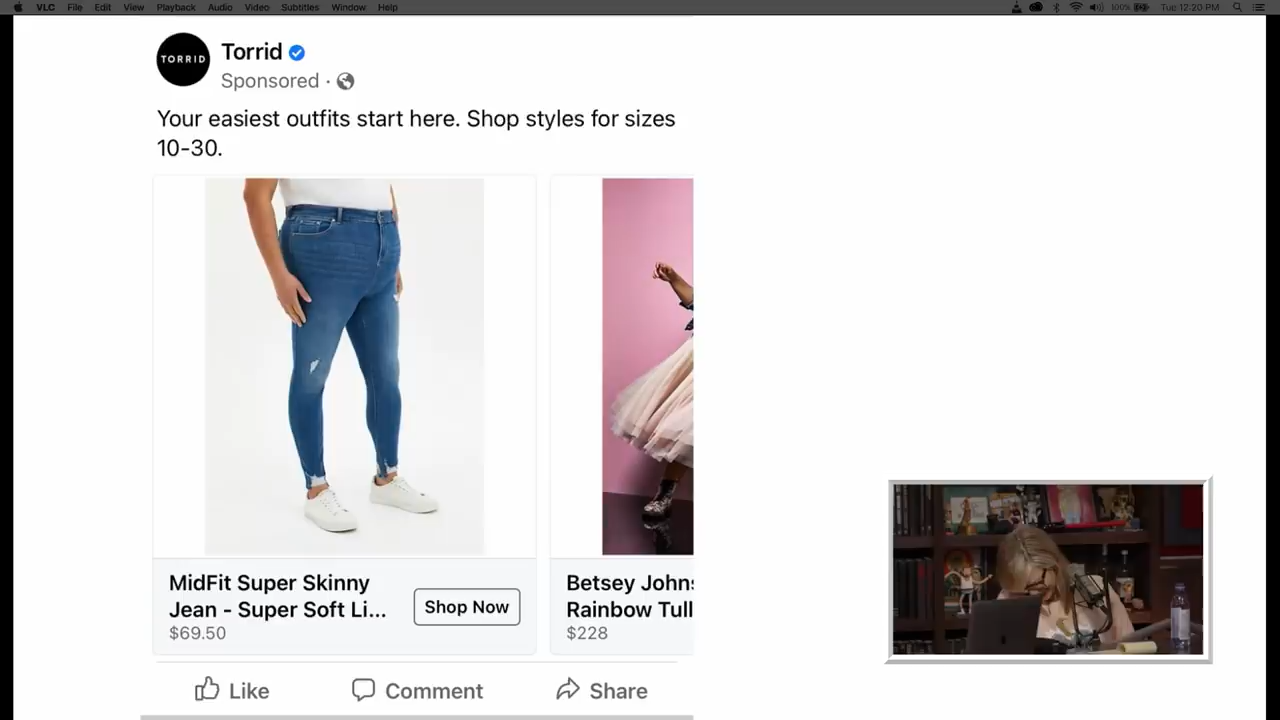 VLC File Edit View Playback Audio Video Subtitles Window Help 100% Tue 12:20 PM
TORRID
Torrid
Sponsored ·
Your easiest outfits start here. Shop styles for sizes
10-30.
MidFit Super Skinny
Jean - Super Soft Li...
$69.50
Shop Now
Betsey Johns
Rainbow Tull
$228
Like Comment Share